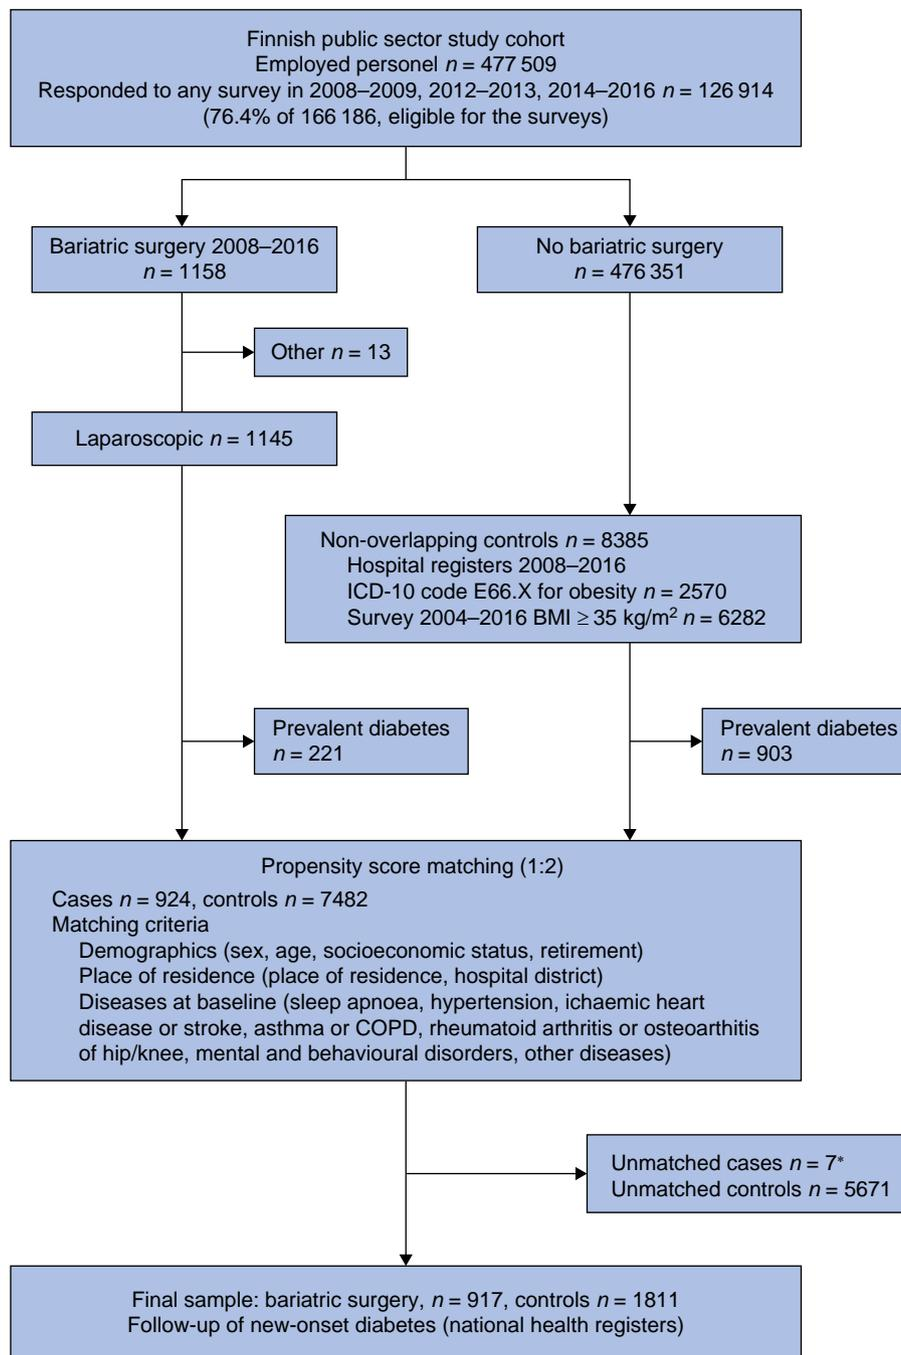 Finnish public sector study cohort
Employed personel n = 477 509
Responded to any survey in 2008–2009, 2012–2013, 2014–2016 n = 126 914
(76.4% of 166 186, eligible for the surveys)
Bariatric surgery 2008–2016
n = 1158
No bariatric surgery
n = 476 351
Other n = 13
Laparoscopic n = 1145
Non-overlapping controls n = 8385
Hospital registers 2008–2016
ICD-10 code E66.X for obesity n = 2570
Survey 2004–2016 BMI ≥ 35 kg/m² n = 6282
Prevalent diabetes
n = 221
Prevalent diabetes
n = 903
Propensity score matching (1:2)
Cases n = 924, controls n = 7482
Matching criteria
Demographics (sex, age, socioeconomic status, retirement)
Place of residence (place of residence, hospital district)
Diseases at baseline (sleep apnoea, hypertension, ichaemic heart
disease or stroke, asthma or COPD, rheumatoid arthritis or osteoarthritis
of hip/knee, mental and behavioural disorders, other diseases)
Unmatched cases n = 7*
Unmatched controls n = 5671
Final sample: bariatric surgery, n = 917, controls n = 1811
Follow-up of new-onset diabetes (national health registers)